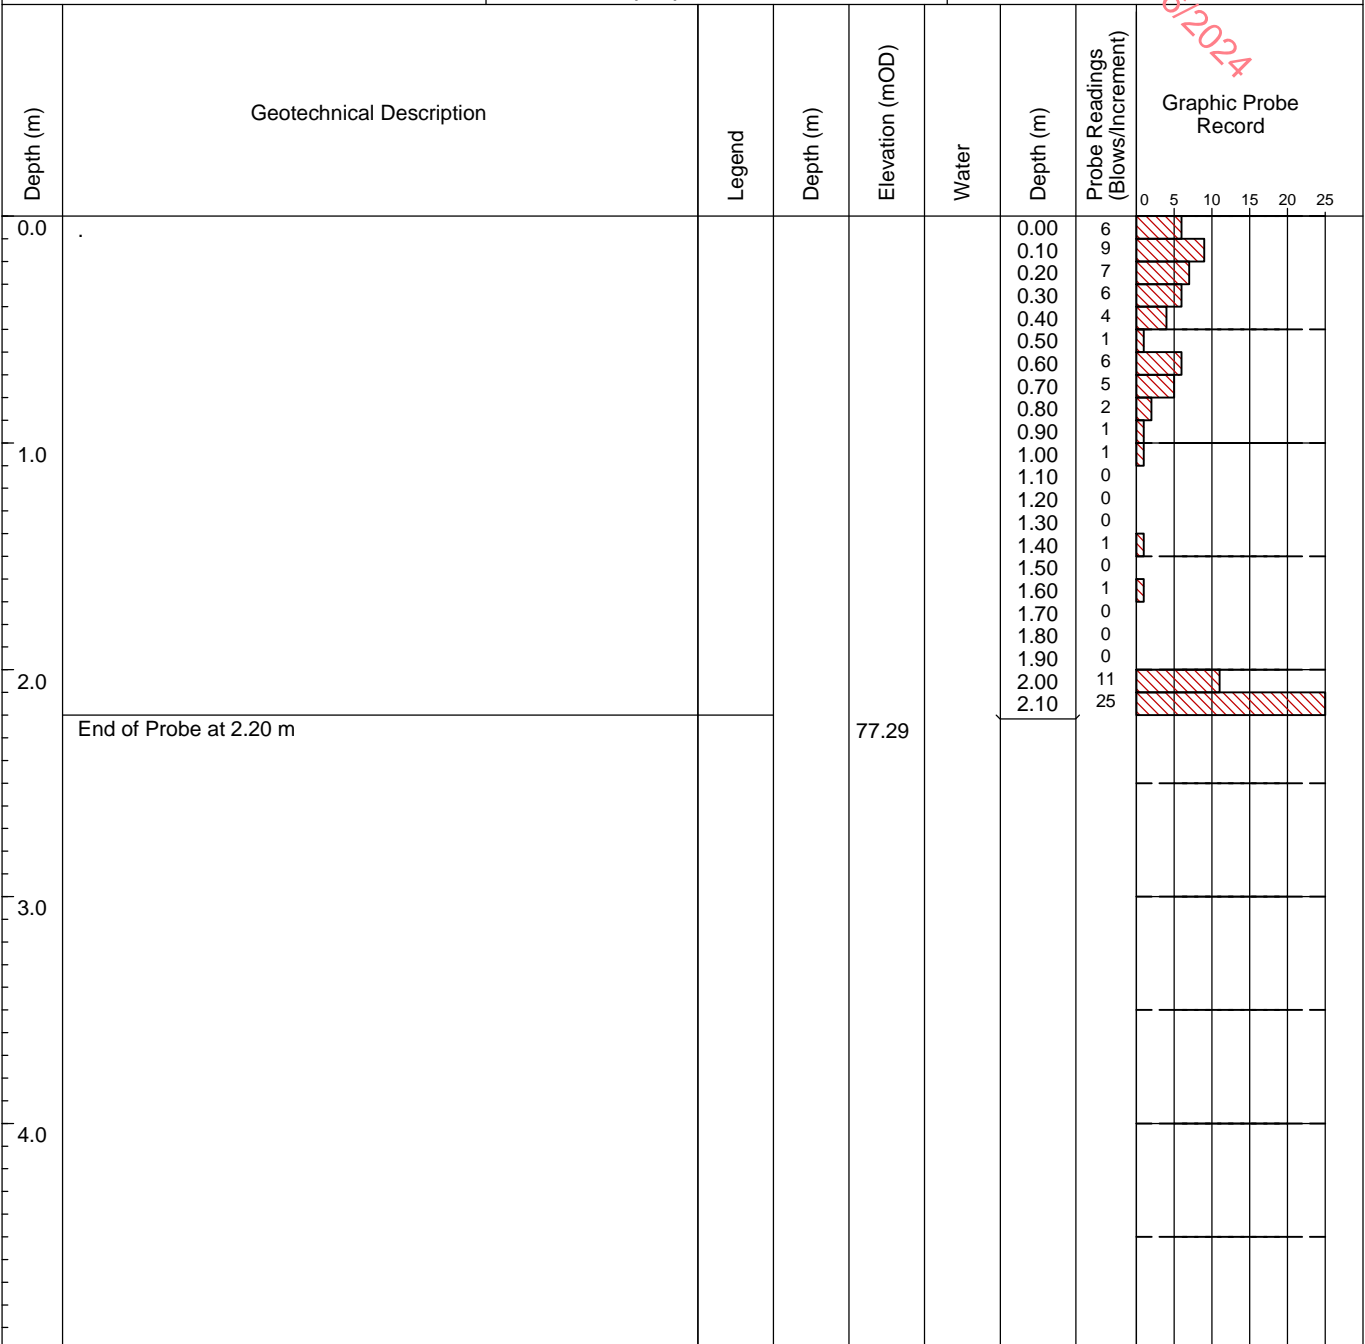 /2024
Depth (m)
Geotechnical Description
Legend
Depth (m)
Elevation (mOD)
Water
Depth (m)
Probe Readings
(Blows/Increment)
Graphic Probe
Record
0 5 10 15 20 25
0.0 . 0.00 6
0.10 9
0.20 7
0.30 6
0.40 4
0.50 1
0.60 6
0.70 5
0.80 2
0.90 1
1.0 1.00 1
1.10 0
1.20 0
1.30 0
1.40 1
1.50 0
1.60 1
1.70 0
1.80 0
1.90 0
2.0 2.00 11
2.10 25
End of Probe at 2.20 m 77.29
3.0
4.0